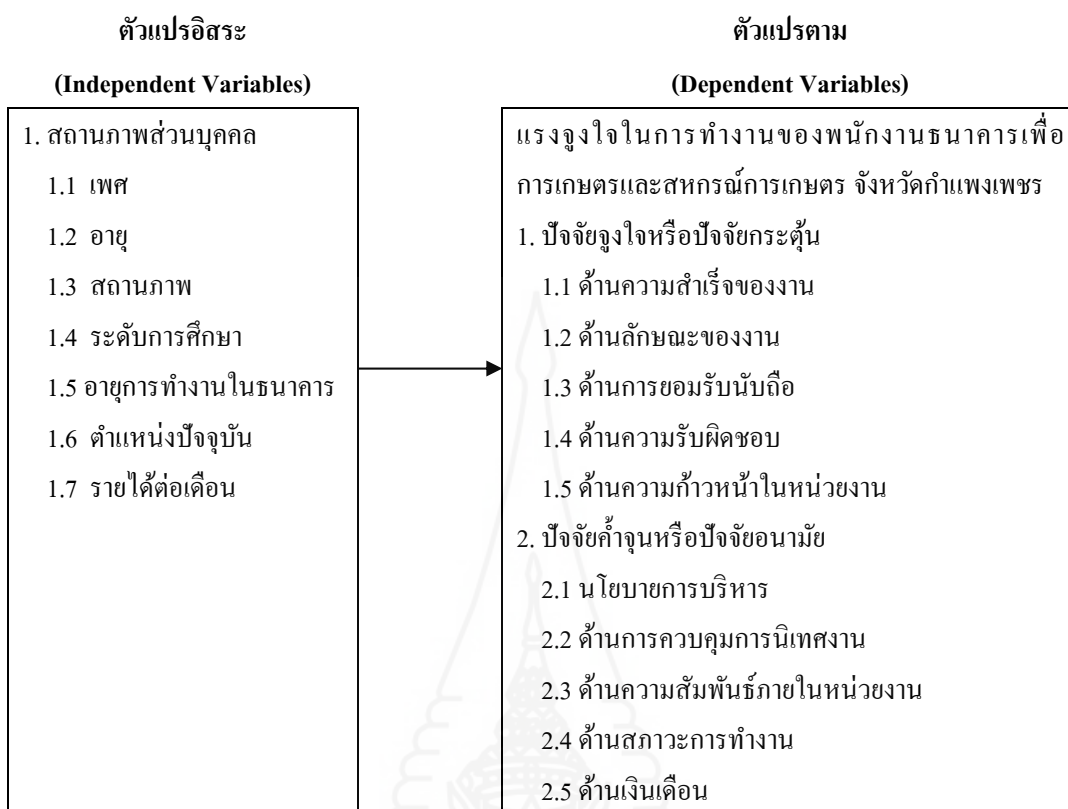 ตัวแปรอิสระ
(Independent Variables)
1. สถานภาพส่วนบุคคล
1.1 เพศ
1.2 อายุ
1.3 สถานภาพ
1.4 ระดับการศึกษา
1.5 อายุการทำงานในธนาคาร
1.6 ตำแหน่งปัจจุบัน
1.7 รายได้ต่อเดือน
ตัวแปรตาม
(Dependent Variables)
แรงจูงใจในการทำงานของพนักงานธนาคารเพื่อ
การเกษตรและสหกรณ์การเกษตร จังหวัดกำแพงเพชร
1. ปัจจัยจูงใจหรือปัจจัยกระตุ้น
1.1 ด้านความสำเร็จของงาน
1.2 ด้านลักษณะของงาน
1.3 ด้านการยอมรับนับถือ
1.4 ด้านความรับผิดชอบ
1.5 ด้านความก้าวหน้าในหน่วยงาน
2. ปัจจัยค้ำจุนหรือปัจจัยอนามัย
2.1 นโยบายการบริหาร
2.2 ด้านการควบคุมการนิเทศงาน
2.3 ด้านความสัมพันธ์ภายในหน่วยงาน
2.4 ด้านสภาวะการทำงาน
2.5 ด้านเงินเดือน